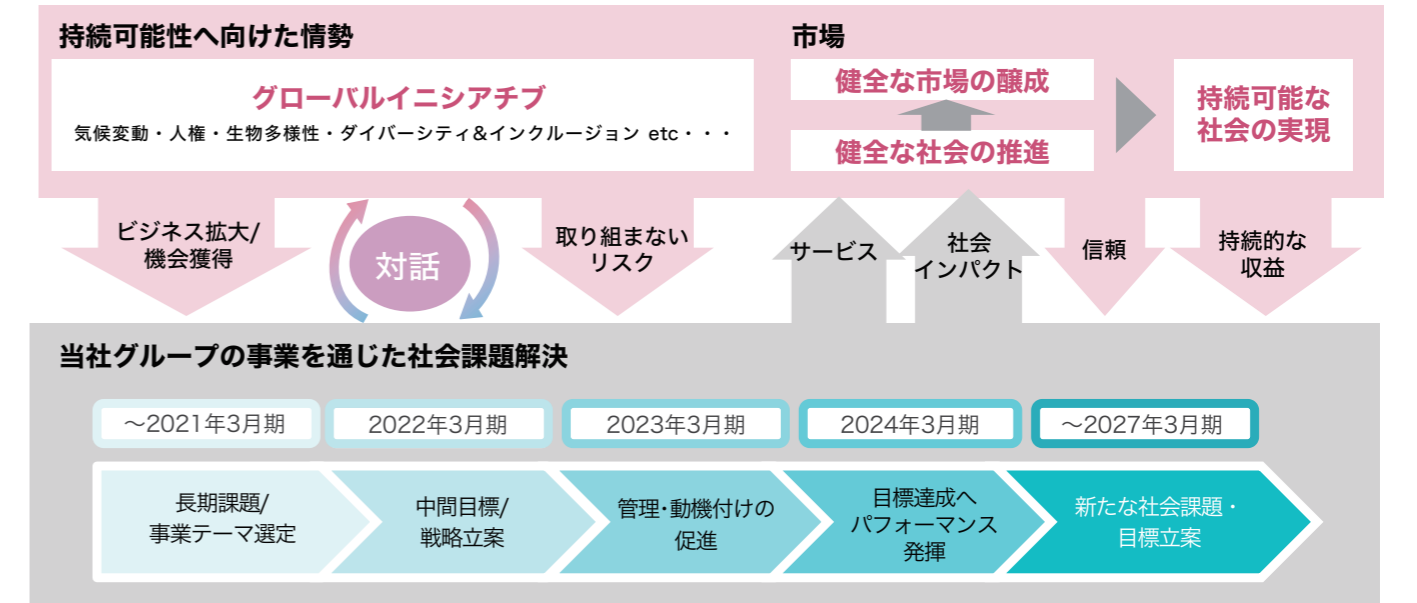 持続可能性へ向けた情勢
グローバルイニシアチブ
気候変動・人権・生物多様性・ダイバーシティ&インクルージョン etc・・・
市場
健全な市場の醸成
健全な社会の推進
持続可能な
社会の実現
ビジネス拡大/
機会獲得
対話
取り組まない
リスク
サービス
社会
インパクト
信頼
持続的な
収益
当社グループの事業を通じた社会課題解決
～2021年3月期
2022年3月期
2023年3月期
2024年3月期
～2027年3月期
長期課題/
事業テーマ選定
中間目標/
戦略立案
管理・動機付けの
促進
目標達成へ
パフォーマンス
発揮
新たな社会課題・
目標立案